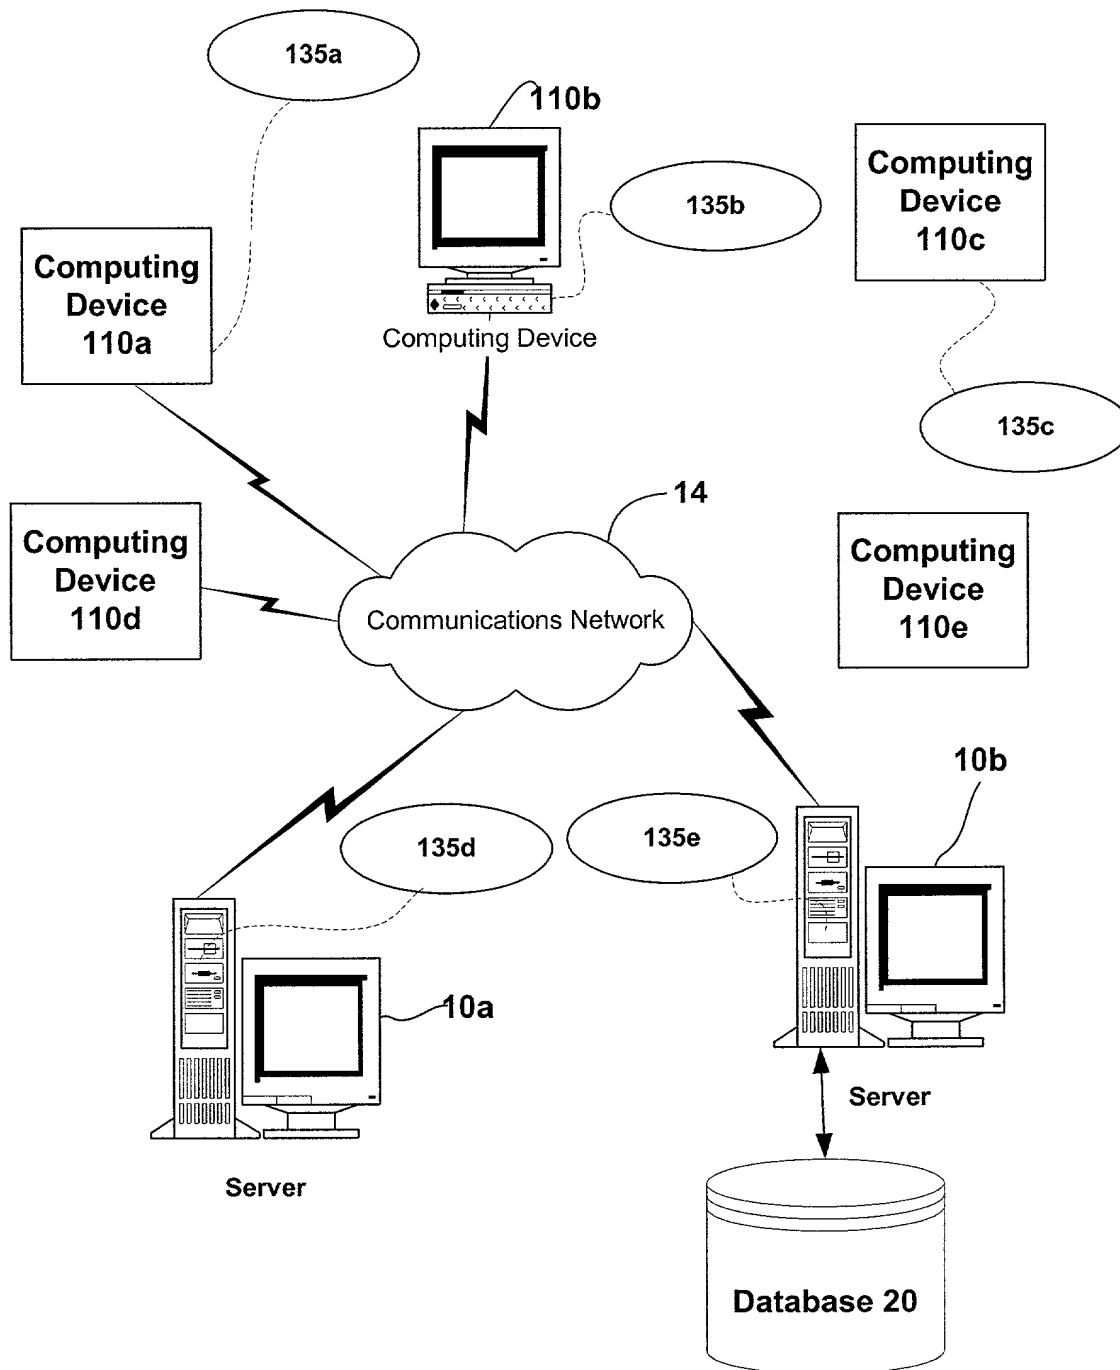 135a
110b
Computing
Device
110c
135b
Computing
Device
110a
Computing Device
135c
14
Computing
Device
110d
Computing
Device
110e
Communications Network
10b
135d
135e
10a
Server
Server
Database 20